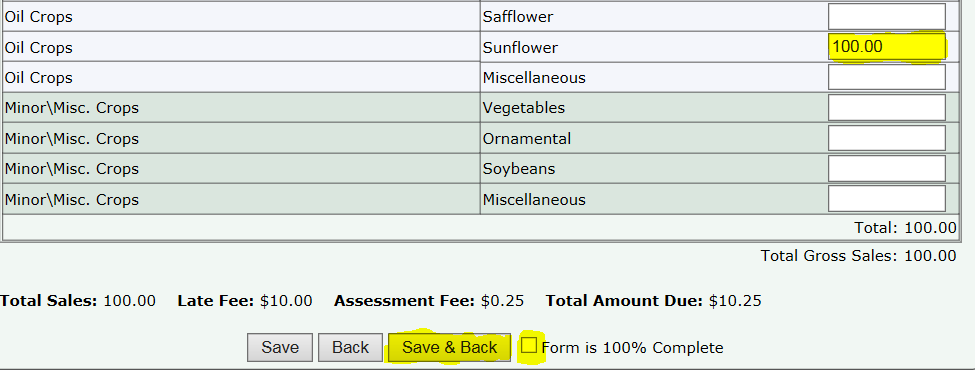 Oil Crops Safflower
Oil Crops Sunflower 100.00
Oil Crops Miscellaneous
Minor\Misc. Crops Vegetables
Minor\Misc. Crops Ornamental
Minor\Misc. Crops Soybeans
Minor\Misc. Crops Miscellaneous
Total: 100.00
Total Gross Sales: 100.00
Total Sales: 100.00 Late Fee: $10.00 Assessment Fee: $0.25 Total Amount Due: $10.25
Save Back Save & Back Form is 100% Complete